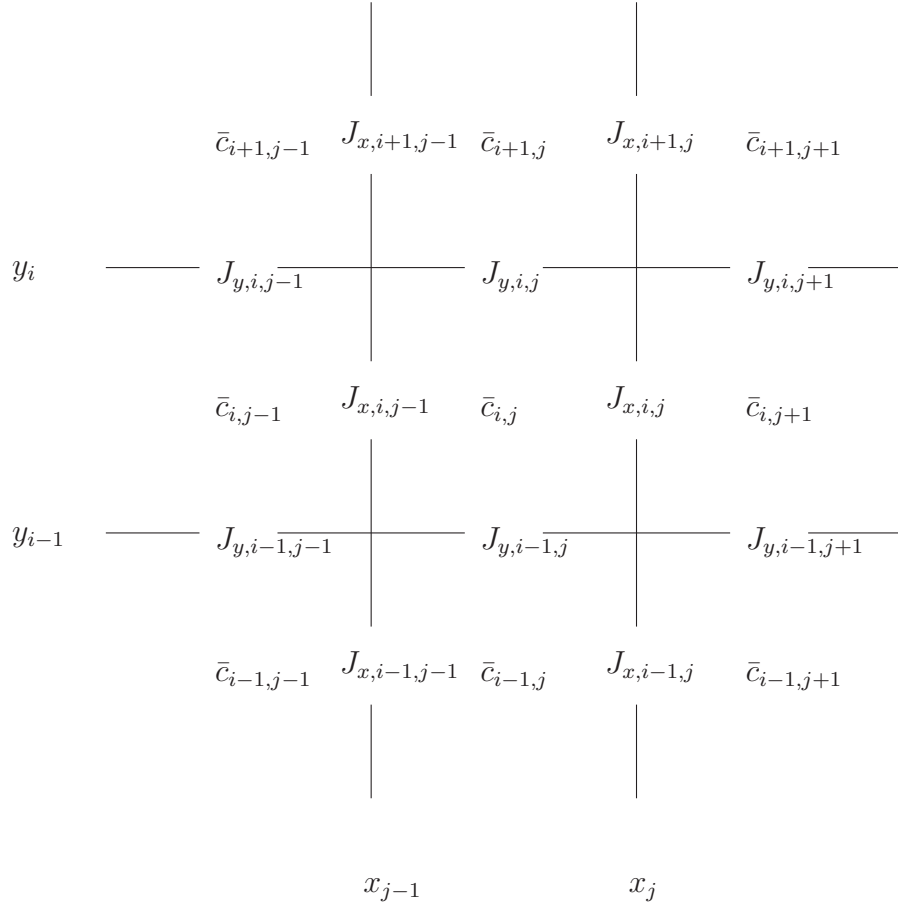 c̄_{i+1,j−1} J_{x,i+1,j−1} c̄_{i+1,j} J_{x,i+1,j} c̄_{i+1,j+1}
y_i J_{y,i,j−1} J_{y,i,j} J_{y,i,j+1}
c̄_{i,j−1} J_{x,i,j−1} c̄_{i,j} J_{x,i,j} c̄_{i,j+1}
y_{i−1} J_{y,i−1,j−1} J_{y,i−1,j} J_{y,i−1,j+1}
c̄_{i−1,j−1} J_{x,i−1,j−1} c̄_{i−1,j} J_{x,i−1,j} c̄_{i−1,j+1}
x_{j−1} x_j